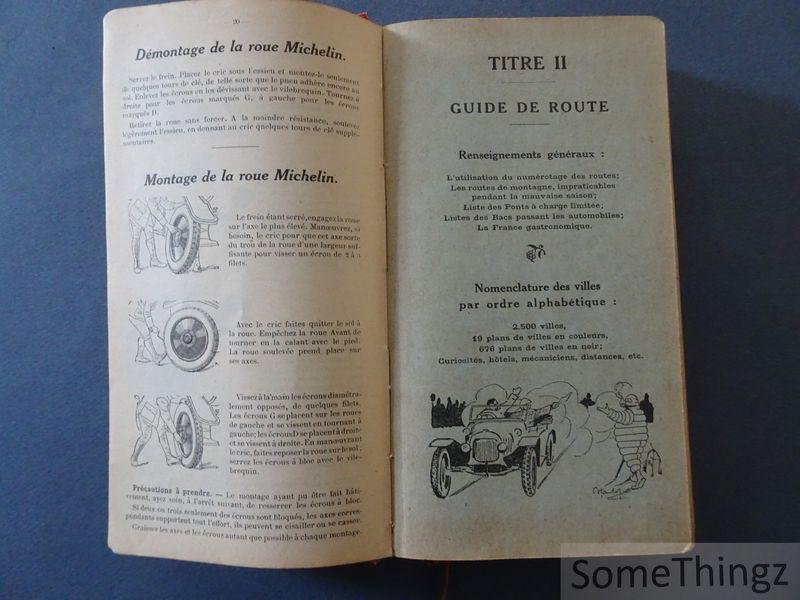 — 20 —
Démontage de la roue Michelin.
Serrez le frein. Placez le cric sous l'essieu et montez-le seulement
de quelques tours de clé, de telle sorte que le pneu adhère encore au
sol. Enlevez les écrous en les dévissant avec le vilebrequin. Tournez à
droite pour les écrous marqués G, à gauche pour les écrous
marqués D.
Retirez la roue sans forcer. A la moindre résistance, soulevez
légèrement l'essieu, en donnant au cric quelques tours de clé supplé-
mentaires.
Montage de la roue Michelin.
Le frein étant serré, engagez la roue
sur l'axe le plus élevé. Manœuvrez, si
besoin, le cric pour que cet axe sorte
du trou de la roue d'une largeur suf-
fisante pour visser un écrou de 2 à 3
filets.
Avec le cric faites quitter le sol à
la roue. Empêchez la roue Avant de
tourner en la calant avec le pied.
La roue soulevée prend place sur
ses axes.
Vissez à la main les écrous diamétra-
lement opposés, de quelques filets.
Les écrous G se placent sur les roues
de gauche et se vissent en tournant à
gauche; les écrous D se placent à droite
et se vissent à droite. En manœuvrant
le cric, faites reposer la roue sur le sol;
serrez les écrous à bloc avec le vile-
brequin.
Précautions à prendre. — Le montage ayant pu être fait hâti-
vement, ayez soin, à l'arrêt suivant, de resserrer les écrous à bloc.
Si deux ou trois seulement des écrous sont bloqués, les axes corres-
pondants supportent tout l'effort, ils peuvent se cisailler ou se casser.
Graissez les axes et les écrous autant que possible à chaque montage.
TITRE II
GUIDE DE ROUTE
Renseignements généraux :
L'utilisation du numérotage des routes;
Les routes de montagne, impraticables
pendant la mauvaise saison;
Liste des Ponts à charge limitée;
Listes des Bacs passant les automobiles;
La France gastronomique.
Nomenclature des villes
par ordre alphabétique :
2.500 villes,
19 plans de villes en couleurs,
676 plans de villes en noir;
Curiosités, hôtels, mécaniciens, distances, etc.
SomeThingz